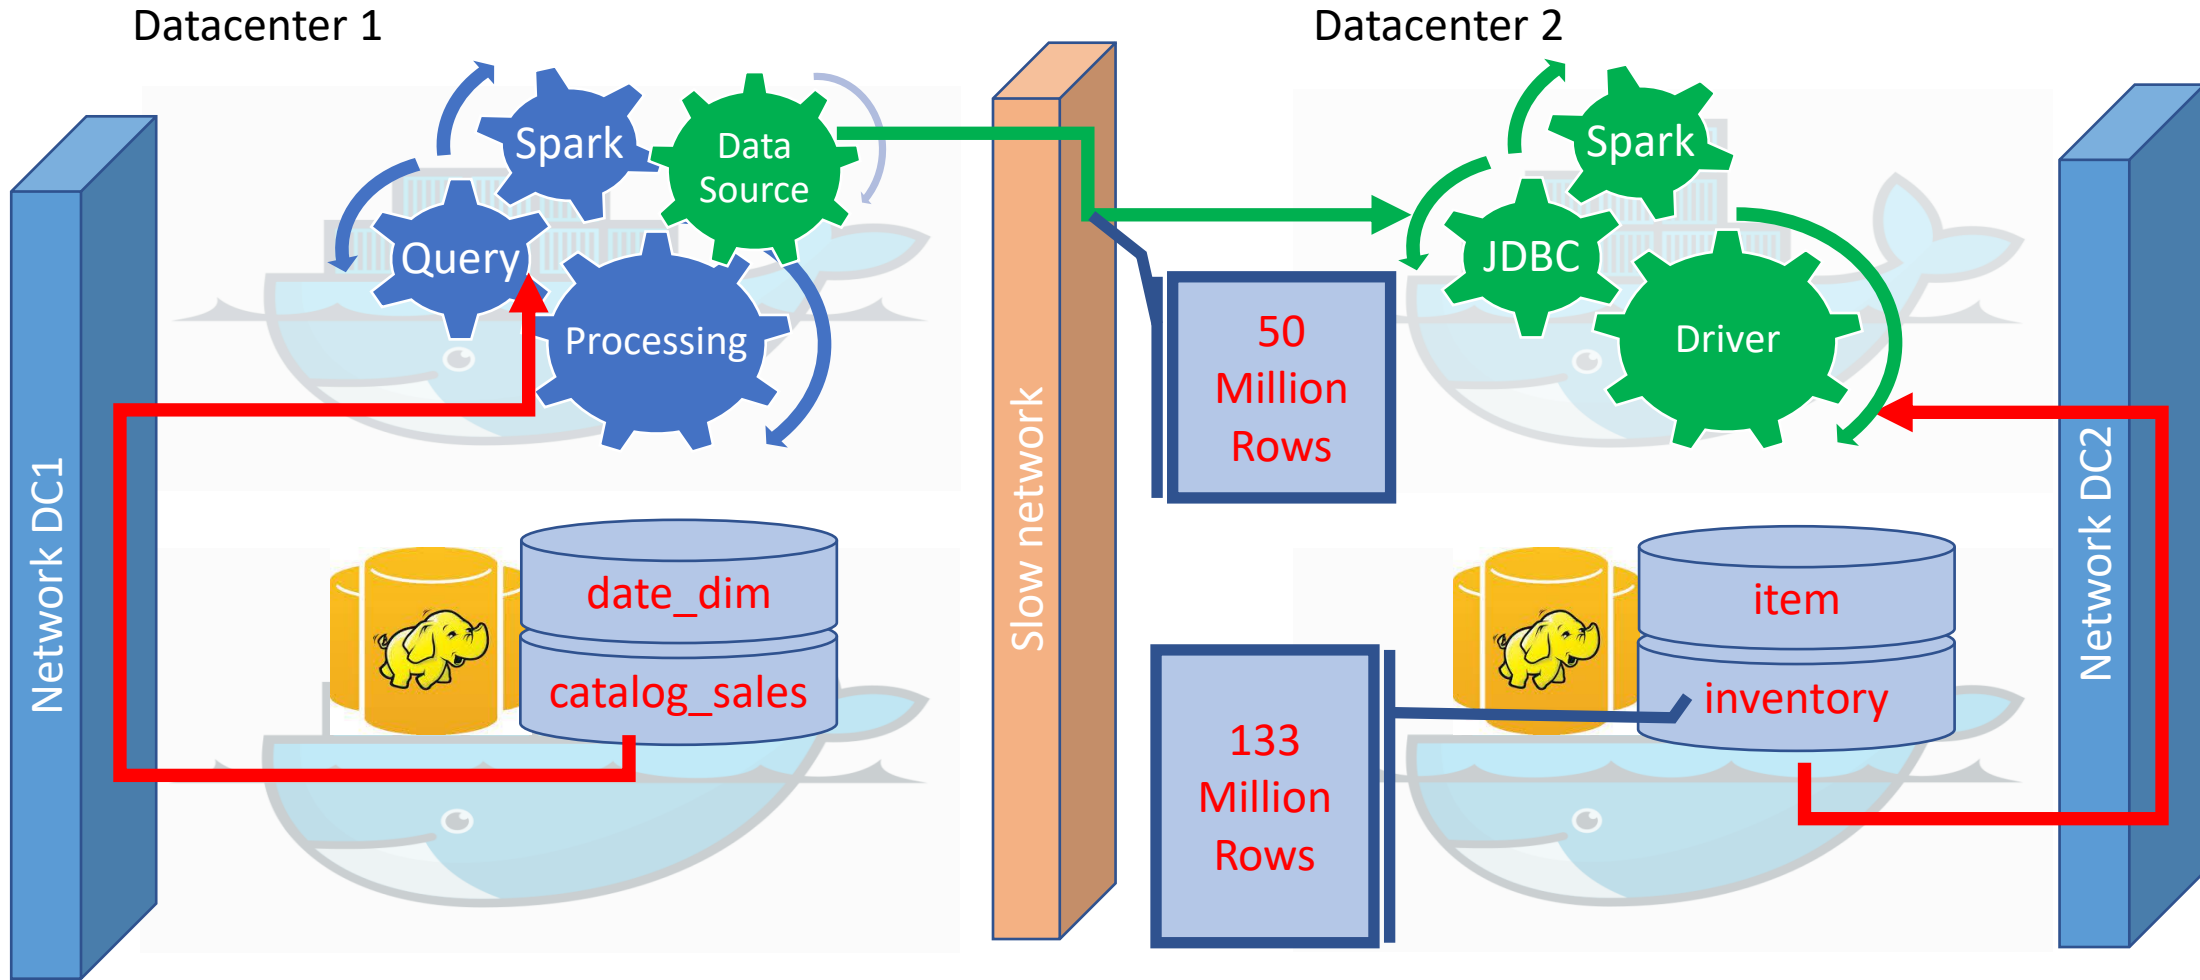 Datacenter 1
Datacenter 2
Spark
Data
Source
Query
Processing
Spark
JDBC
Driver
50
Million
Rows
Network DC1
Slow network
Network DC2
date_dim
catalog_sales
item
inventory
133
Million
Rows